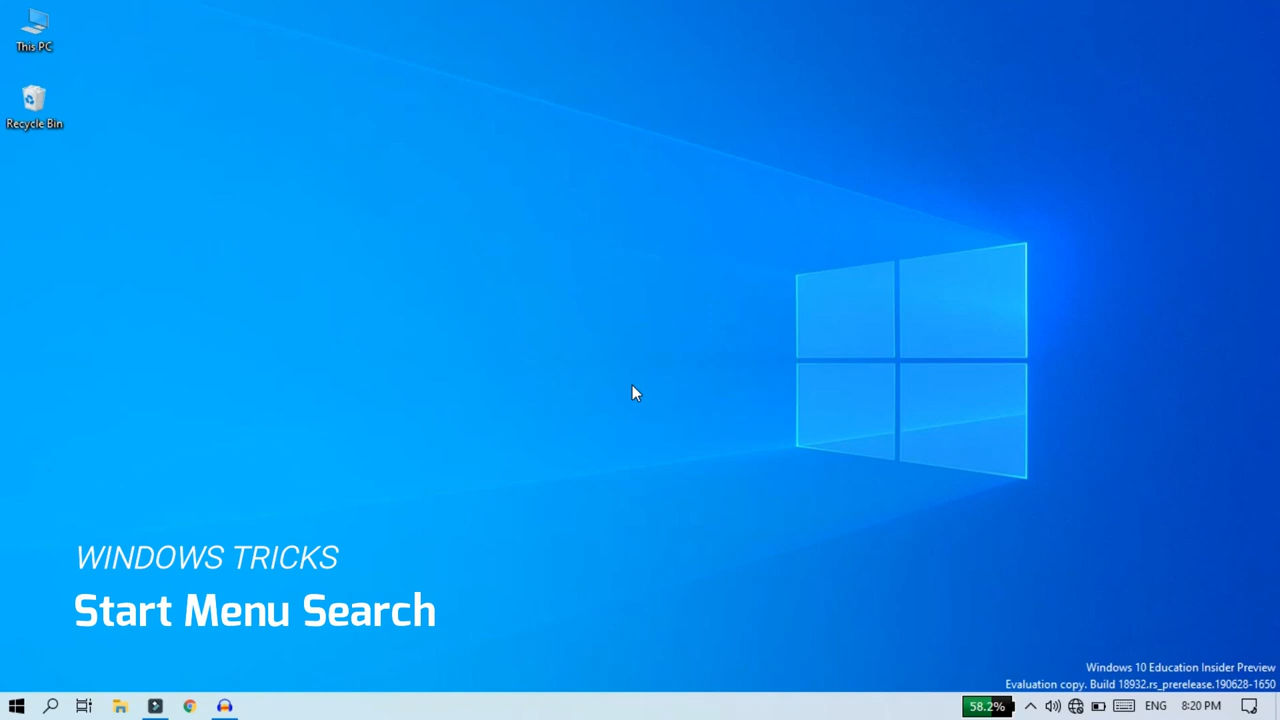 This PC
Recycle Bin
WINDOWS TRICKS
Start Menu Search
Windows 10 Education Insider Preview
Evaluation copy. Build 18932.rs_prerelease.190628-1650
58.2%
ENG
8:20 PM